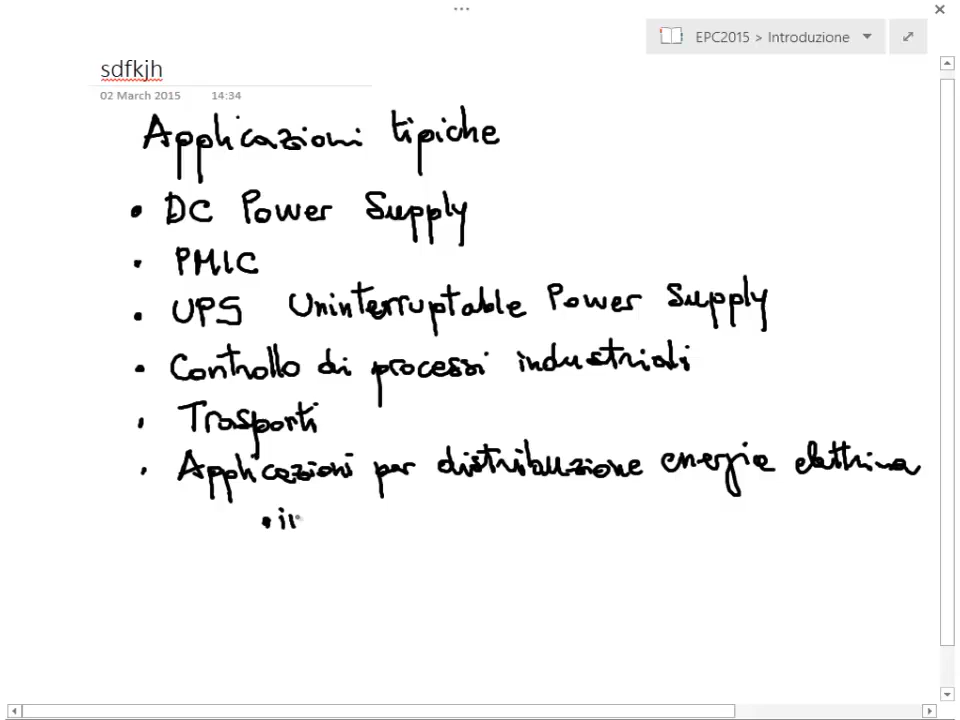 EPC2015 > Introduzione
sdfkjh
02 March 2015 14:34
Applicazioni tipiche
• DC Power Supply
• PMIC
• UPS Uninterruptable Power Supply
• Controllo di processi industriali
• Trasporti
• Applicazioni per distribuzione energia elettrica